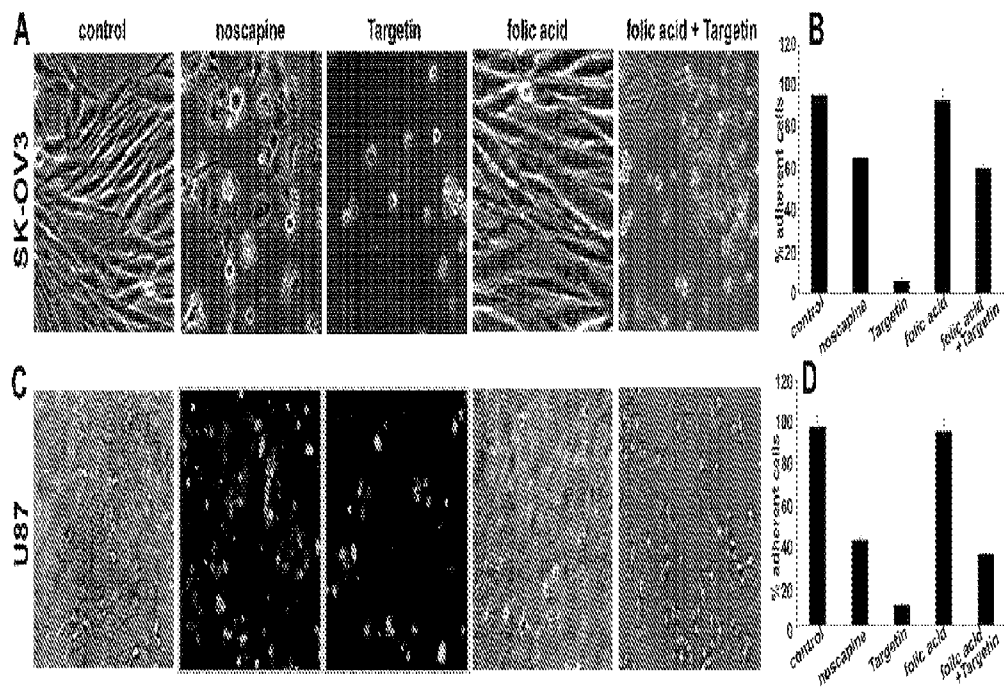 A
control
noscapine
Targetin
folic acid
folic acid + Targetin
SK-OV3
B
120
100
80
60
40
20
0
% adherent cells
control
noscapine
Targetin
folic acid
folic acid
+Targetin
C
U87
D
120
100
80
60
40
20
0
% adherent cells
control
noscapine
Targetin
folic acid
folic acid
+Targetin